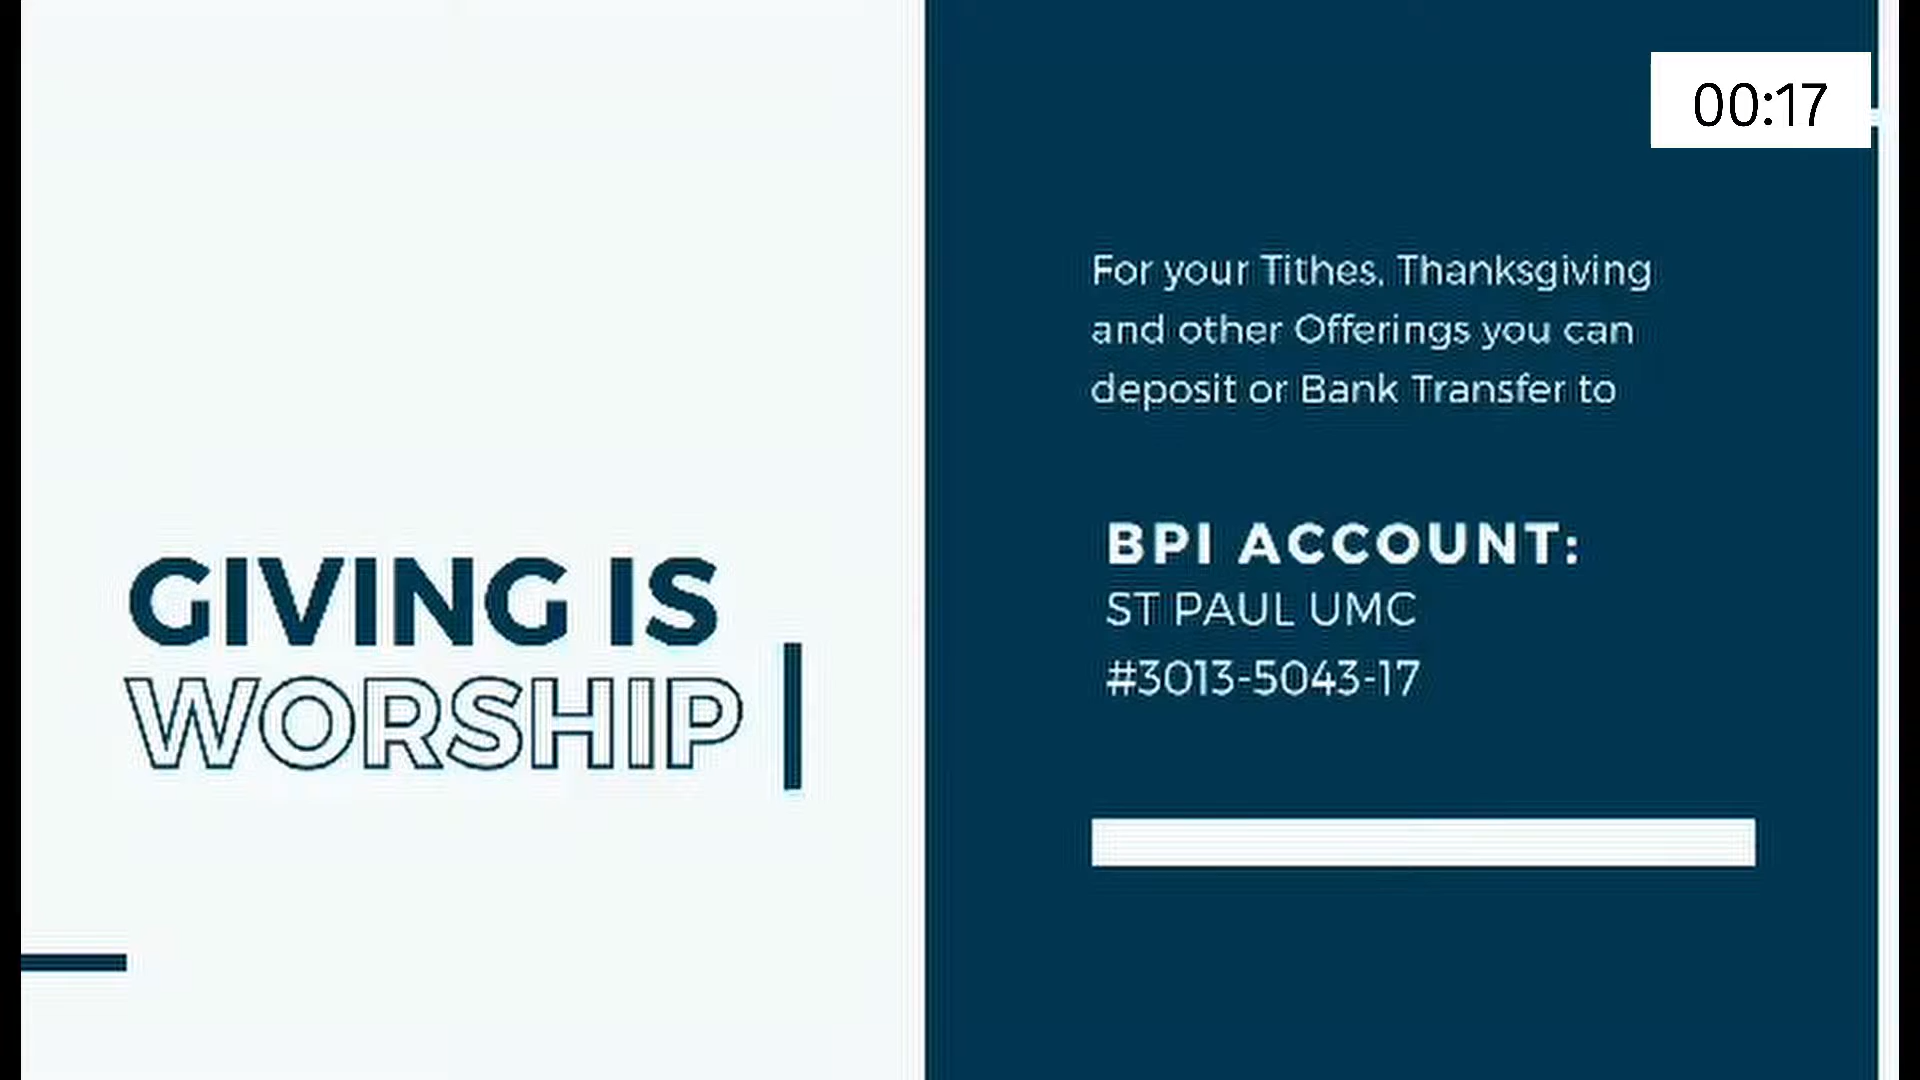 00:17
For your Tithes, Thanksgiving
and other Offerings you can
deposit or Bank Transfer to
GIVING IS
WORSHIP
BPI ACCOUNT:
ST PAUL UMC
#3013-5043-17